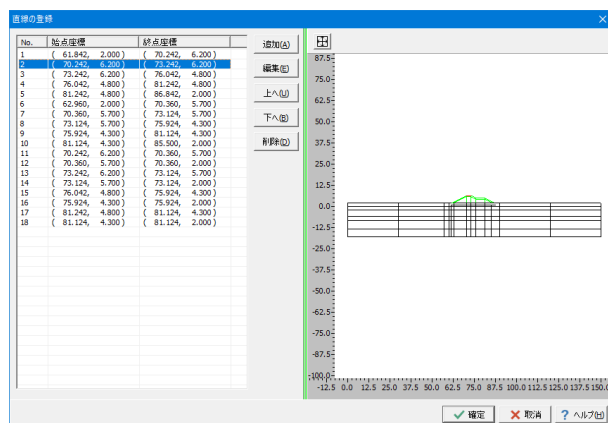 直線の登録
No. 始点座標 終点座標
1 ( 61.842, 2.000) ( 70.242, 6.200)
2 ( 70.242, 6.200) ( 73.242, 6.200)
3 ( 73.242, 6.200) ( 76.042, 4.800)
4 ( 76.042, 4.800) ( 81.242, 4.800)
5 ( 81.242, 4.800) ( 86.842, 2.000)
6 ( 62.960, 2.000) ( 70.360, 5.700)
7 ( 70.360, 5.700) ( 73.124, 5.700)
8 ( 73.124, 5.700) ( 75.924, 4.300)
9 ( 75.924, 4.300) ( 81.124, 4.300)
10 ( 81.124, 4.300) ( 85.500, 2.000)
11 ( 70.242, 6.200) ( 70.360, 5.700)
12 ( 70.360, 5.700) ( 70.360, 2.000)
13 ( 73.242, 6.200) ( 73.124, 5.700)
14 ( 73.124, 5.700) ( 73.124, 2.000)
15 ( 76.042, 4.800) ( 75.924, 4.300)
16 ( 75.924, 4.300) ( 75.924, 2.000)
17 ( 81.242, 4.800) ( 81.124, 4.300)
18 ( 81.124, 4.300) ( 81.124, 2.000)
追加(A)
編集(E)
上へ(U)
下へ(B)
削除(D)
87.5
75.0
62.5
50.0
37.5
25.0
12.5
0.0
-12.5
-25.0
-37.5
-50.0
-62.5
-75.0
-87.5
-100.0
-12.5 0.0 12.5 25.0 37.5 50.0 62.5 75.0 87.5 100.0 112.5 125.0 137.5 150.0
確定 取消 ? ヘルプ(H)